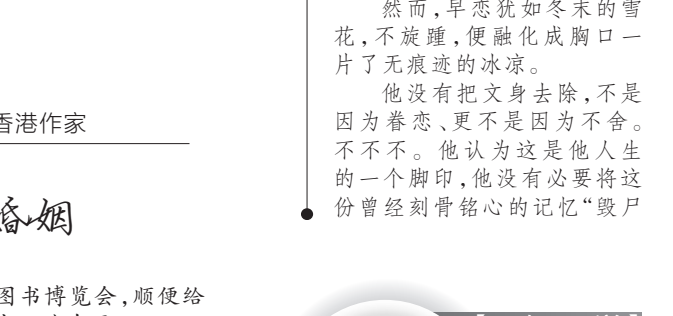 香港作家
婚姻
图书博览会,顺便给
然而,早恋犹如冬末的雪
花,不旋踵,便融化成胸口一
片了无痕迹的冰凉。
他没有把文身去除,不是
因为眷恋、更不是因为不舍。
不不不。他认为这是他人生
的一个脚印,他没有必要将这
份曾经刻骨铭心的记忆“毁尸